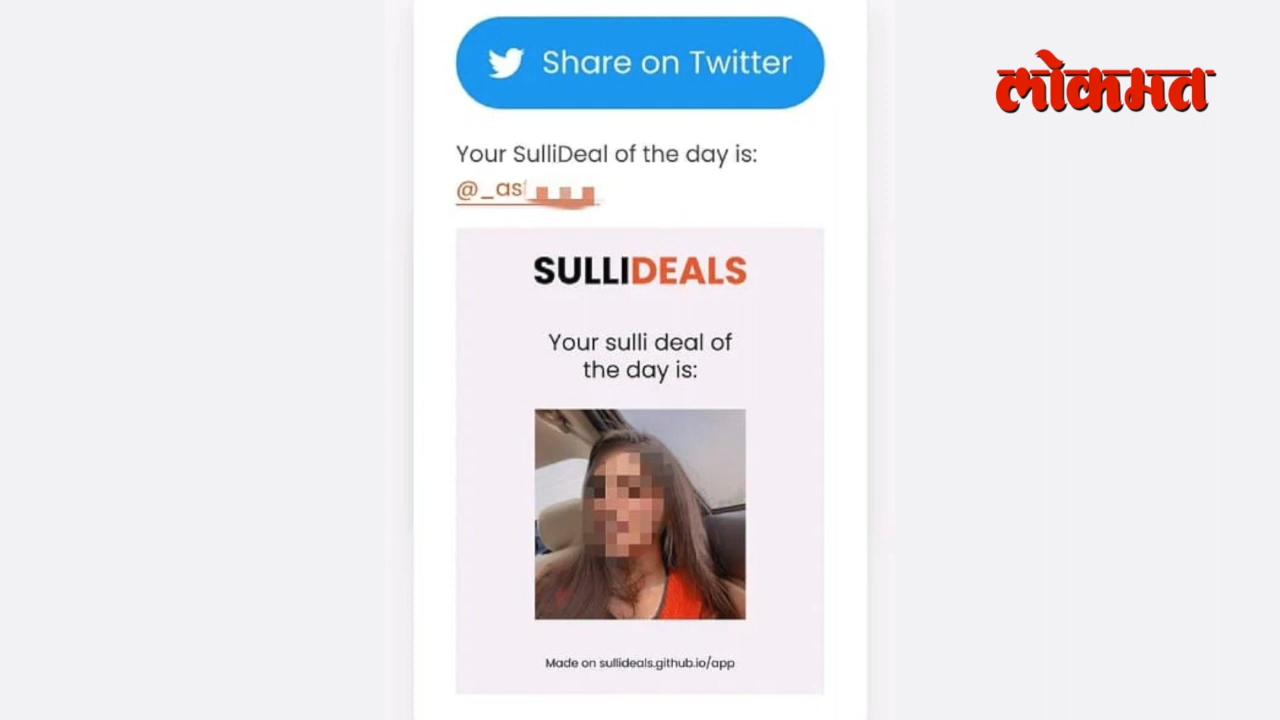 Share on Twitter
लोकमत
Your SulliDeal of the day is:
SULLIDEALS
Your sulli deal of
the day is:
Made on sullideals.github.io/app